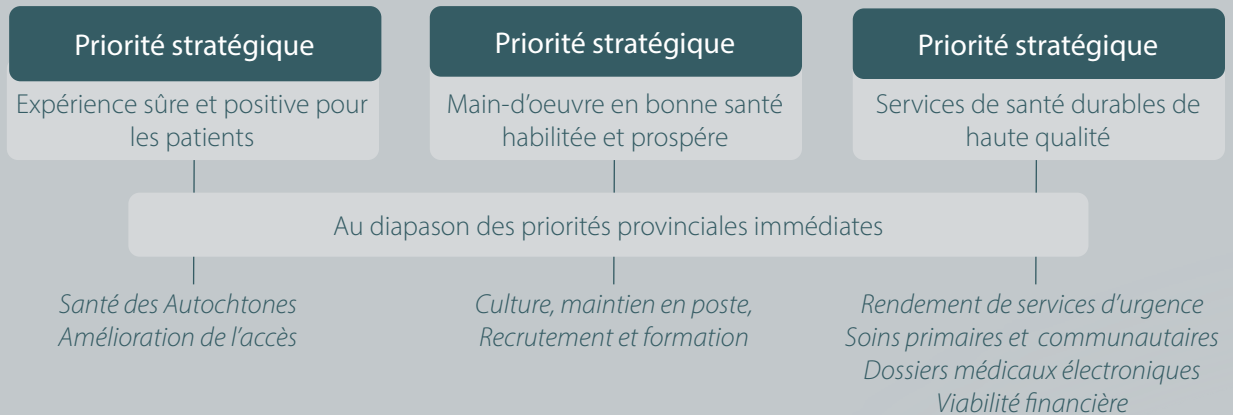 Priorité stratégique
Expérience sûre et positive pour
les patients
Priorité stratégique
Main-d'oeuvre en bonne santé
habilitée et prospére
Priorité stratégique
Services de santé durables de
haute qualité
Au diapason des priorités provinciales immédiates
Santé des Autochtones
Amélioration de l'accès
Culture, maintien en poste,
Recrutement et formation
Rendement de services d'urgence
Soins primaires et communautaires
Dossiers médicaux électroniques
Viabilité financière